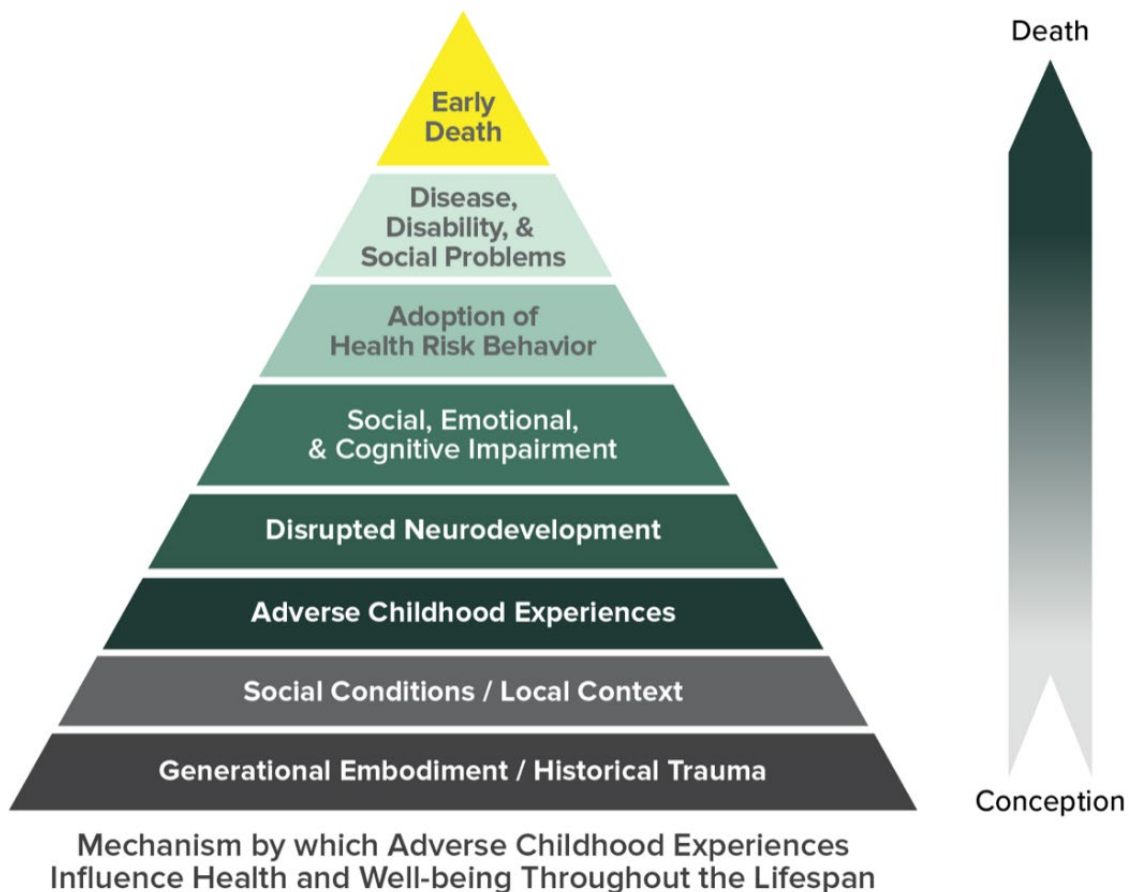 Death
Early
Death
Disease,
Disability, &
Social Problems
Adoption of
Health Risk Behavior
Social, Emotional,
& Cognitive Impairment
Disrupted Neurodevelopment
Adverse Childhood Experiences
Social Conditions / Local Context
Generational Embodiment / Historical Trauma
Conception
Mechanism by which Adverse Childhood Experiences
Influence Health and Well-being Throughout the Lifespan